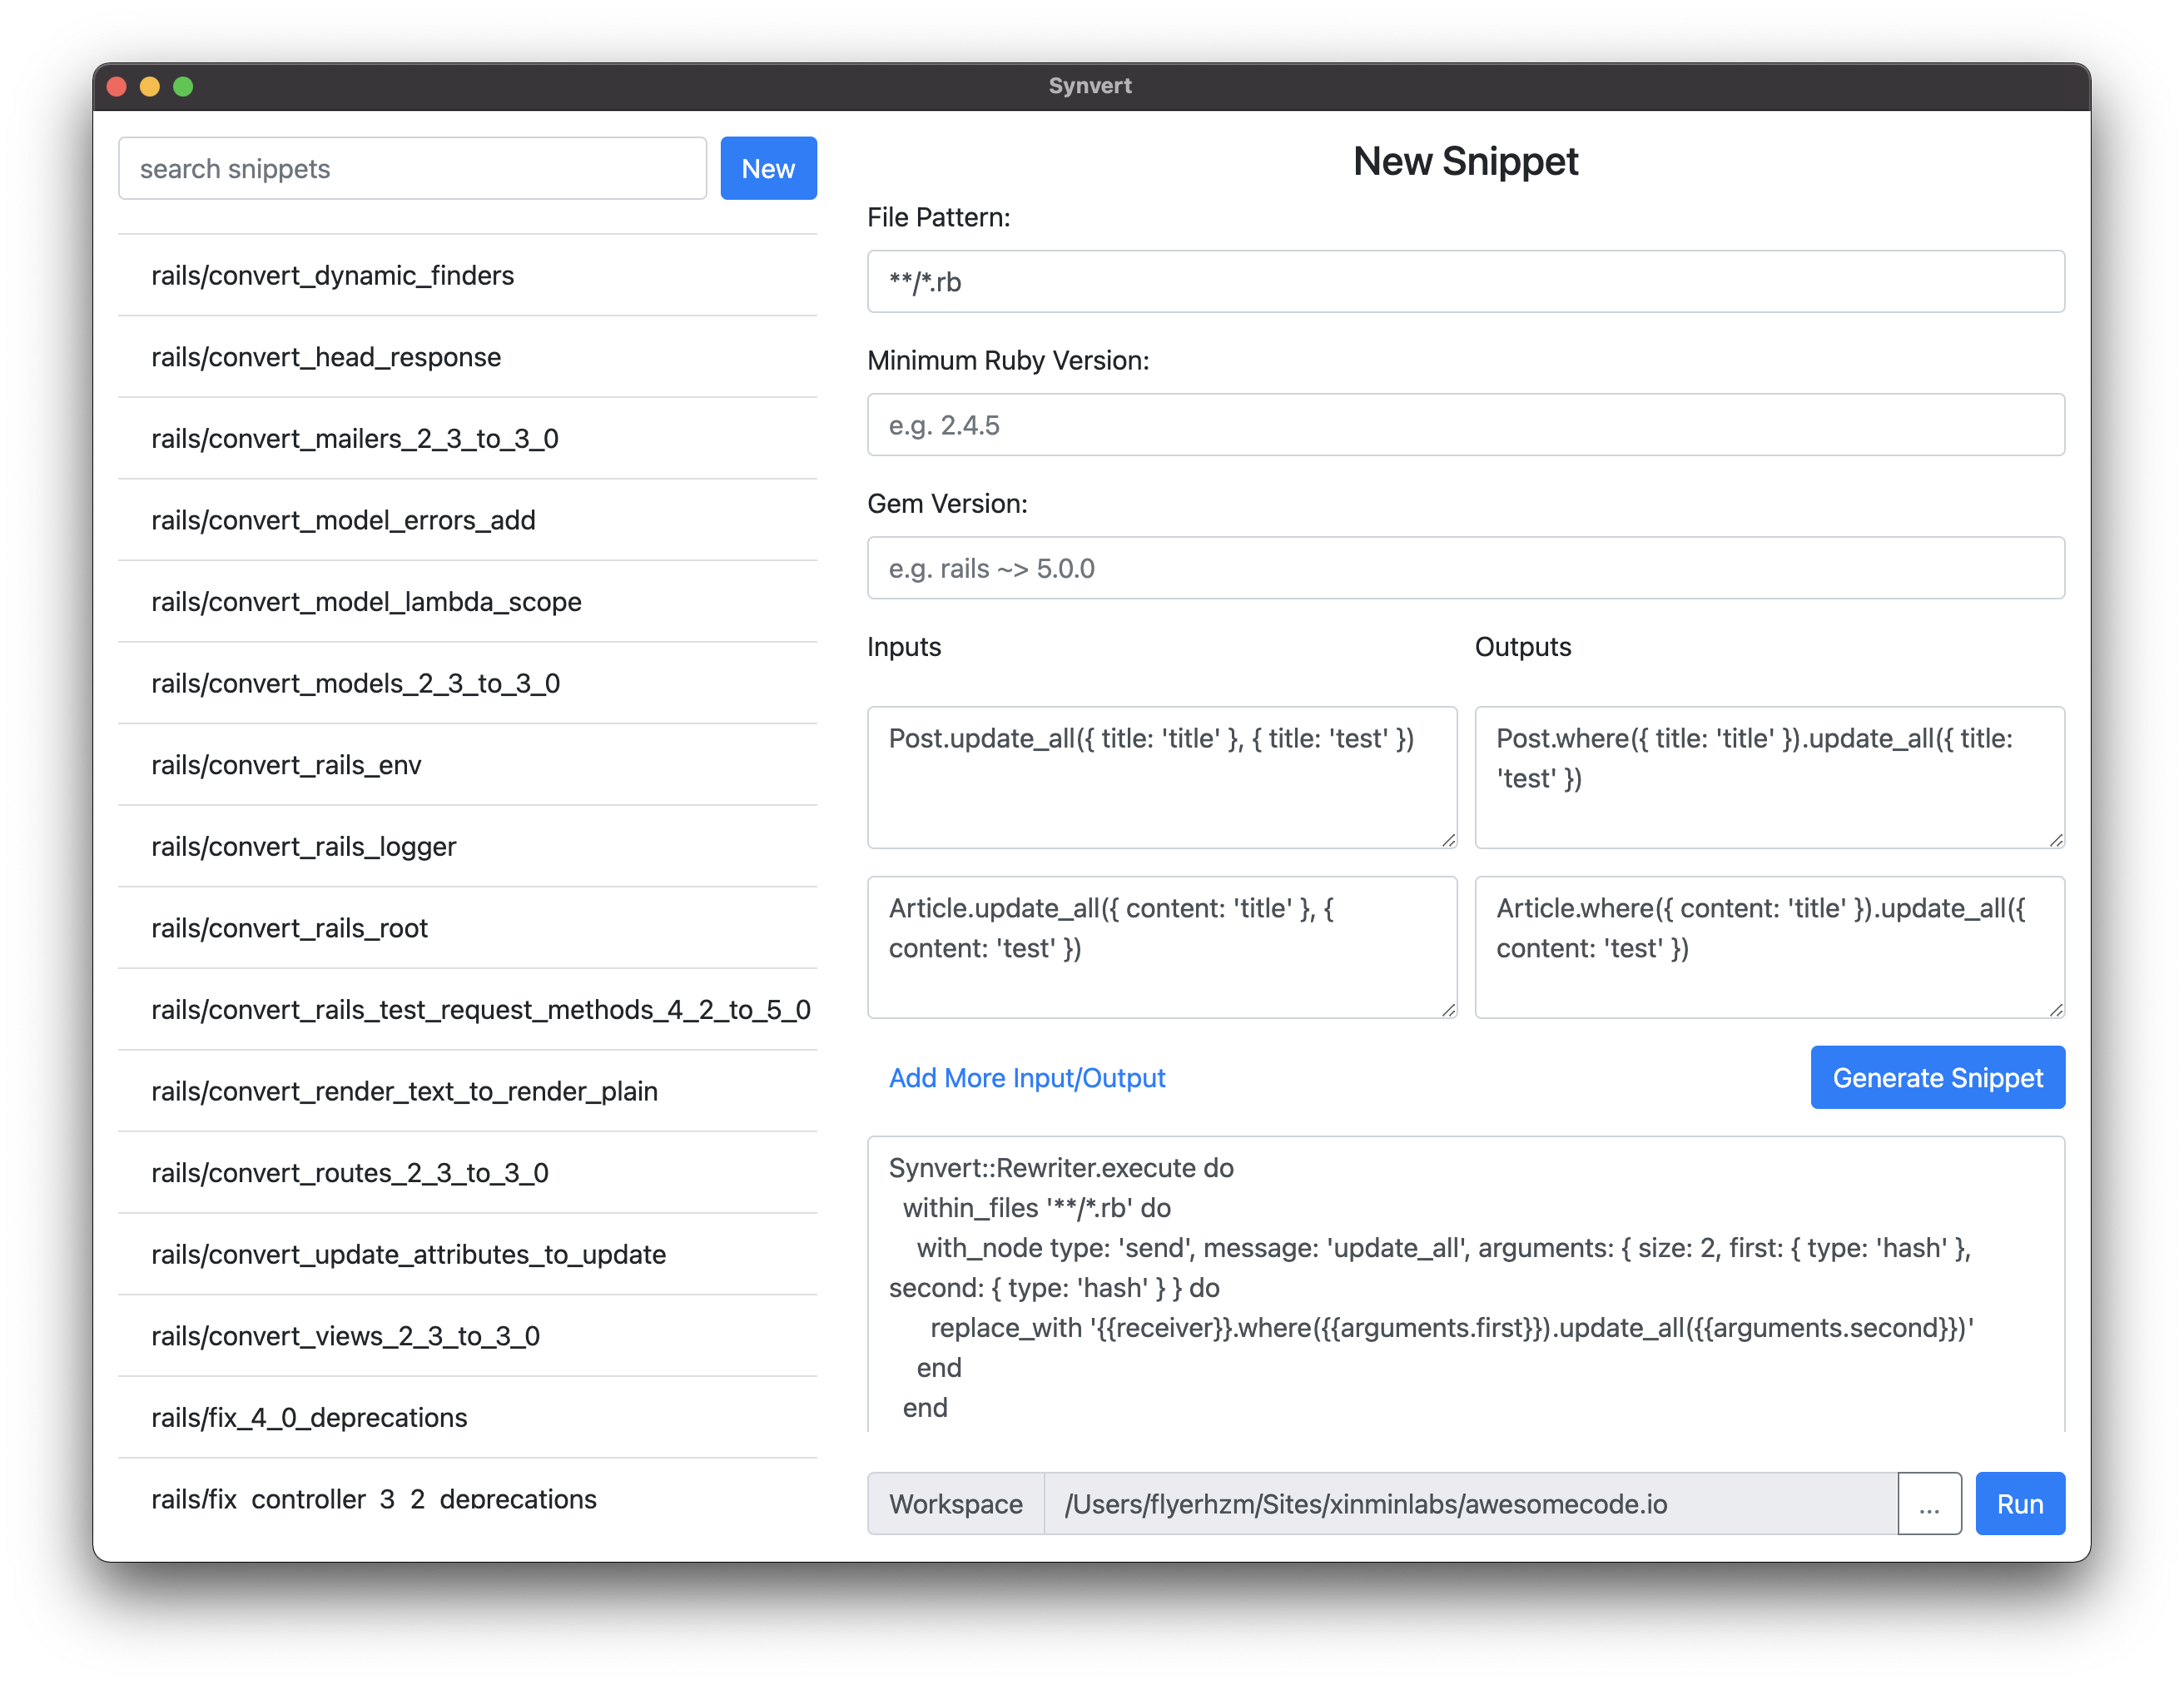 Synvert
search snippets
New
rails/convert_dynamic_finders
rails/convert_head_response
rails/convert_mailers_2_3_to_3_0
rails/convert_model_errors_add
rails/convert_model_lambda_scope
rails/convert_models_2_3_to_3_0
rails/convert_rails_env
rails/convert_rails_logger
rails/convert_rails_root
rails/convert_rails_test_request_methods_4_2_to_5_0
rails/convert_render_text_to_render_plain
rails/convert_routes_2_3_to_3_0
rails/convert_update_attributes_to_update
rails/convert_views_2_3_to_3_0
rails/fix_4_0_deprecations
rails/fix_controller_3_2_deprecations
New Snippet
File Pattern:
**/*.rb
Minimum Ruby Version:
e.g. 2.4.5
Gem Version:
e.g. rails ~> 5.0.0
Inputs
Outputs
Post.update_all({ title: 'title' }, { title: 'test' })
Post.where({ title: 'title' }).update_all({ title:
'test' })
Article.update_all({ content: 'title' }, {
content: 'test' })
Article.where({ content: 'title' }).update_all({
content: 'test' })
Add More Input/Output
Generate Snippet
Synvert::Rewriter.execute do
within_files '**/*.rb' do
with_node type: 'send', message: 'update_all', arguments: { size: 2, first: { type: 'hash' },
second: { type: 'hash' } } do
replace_with '{{receiver}}.where({{arguments.first}}).update_all({{arguments.second}})'
end
end
Workspace
/Users/flyerhzm/Sites/xinminlabs/awesomecode.io
...
Run